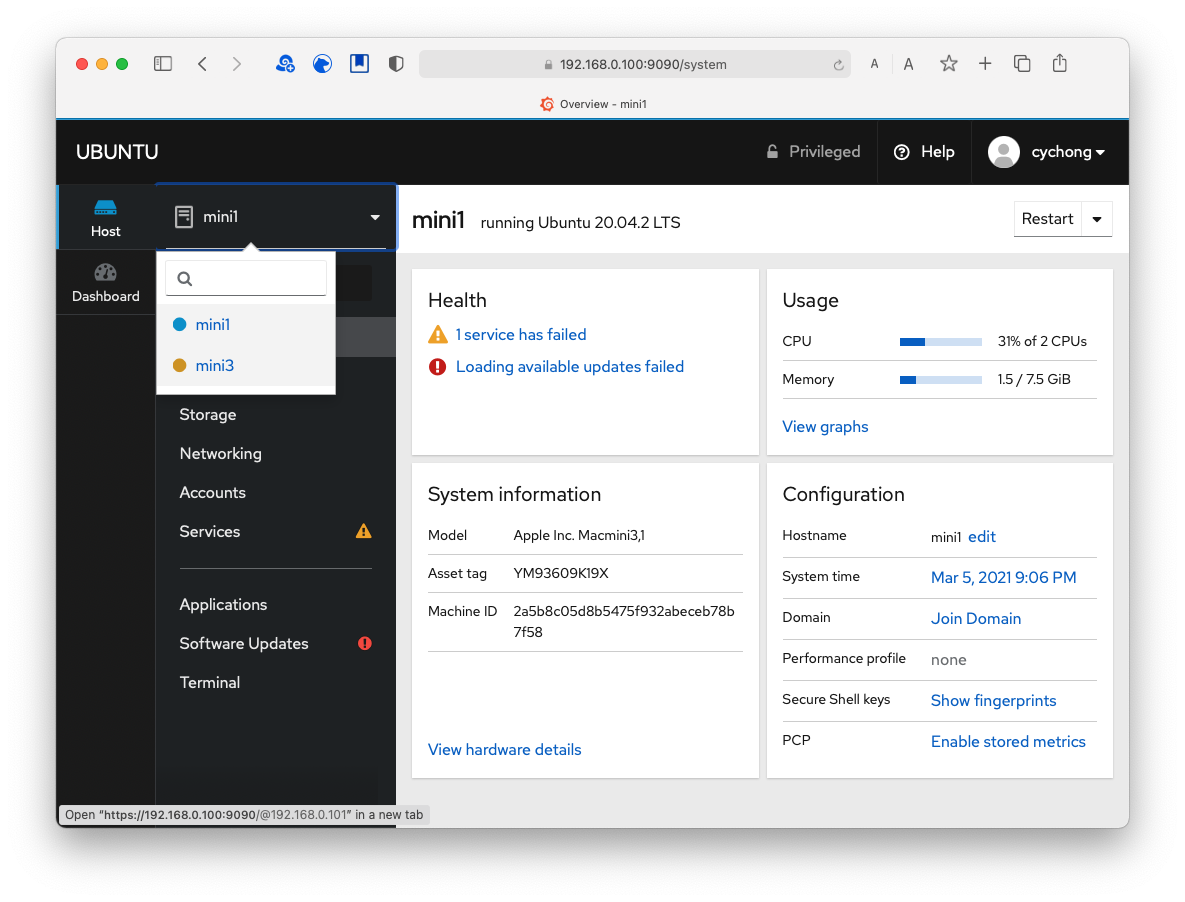 192.168.0.100:9090/system
A
A
Overview - mini1
UBUNTU
Privileged
Help
cychong
Host
Dashboard
mini1
mini1
mini3
Storage
Networking
Accounts
Services
Applications
Software Updates
Terminal
mini1 running Ubuntu 20.04.2 LTS
Restart
Health
1 service has failed
Loading available updates failed
Usage
CPU 31% of 2 CPUs
Memory 1.5 / 7.5 GiB
View graphs
System information
Model Apple Inc. Macmini3,1
Asset tag YM93609K19X
Machine ID 2a5b8c05d8b5475f932abeceb78b
7f58
View hardware details
Configuration
Hostname mini1 edit
System time Mar 5, 2021 9:06 PM
Domain Join Domain
Performance profile none
Secure Shell keys Show fingerprints
PCP Enable stored metrics
Open “https://192.168.0.100:9090/@192.168.0.101” in a new tab